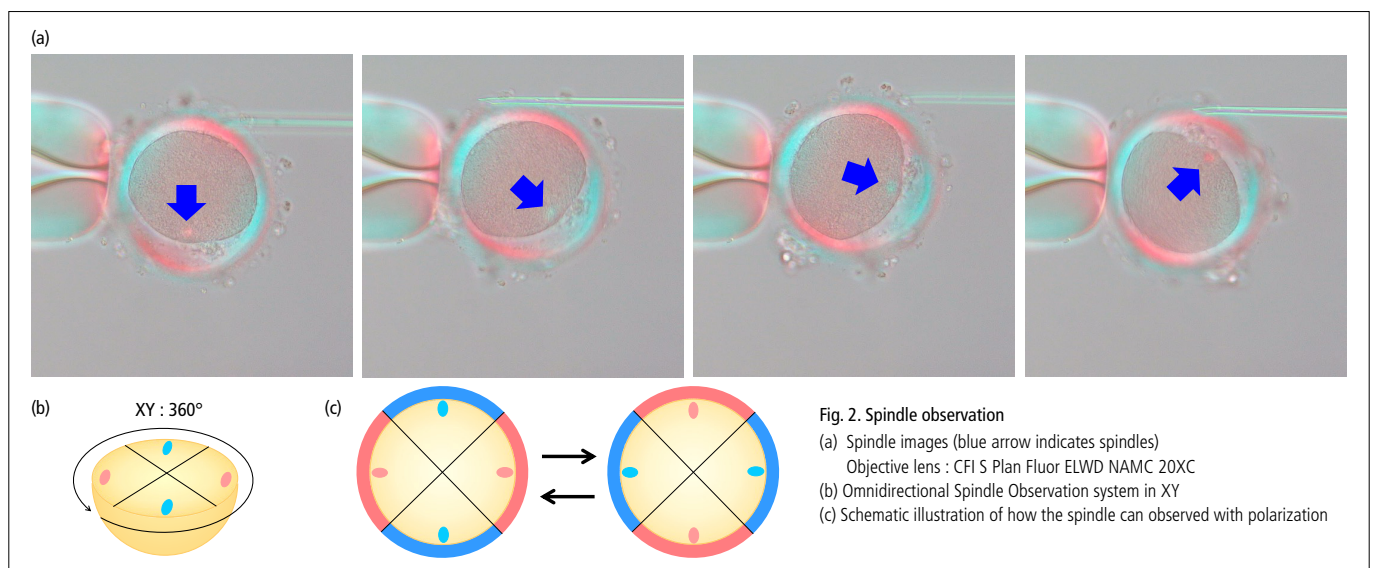 (a)
(b)
XY : 360°
(c)
Fig. 2. Spindle observation
(a) Spindle images (blue arrow indicates spindles)
Objective lens : CFI S Plan Fluor ELWD NAMC 20XC
(b) Omnidirectional Spindle Observation system in XY
(c) Schematic illustration of how the spindle can observed with polarization